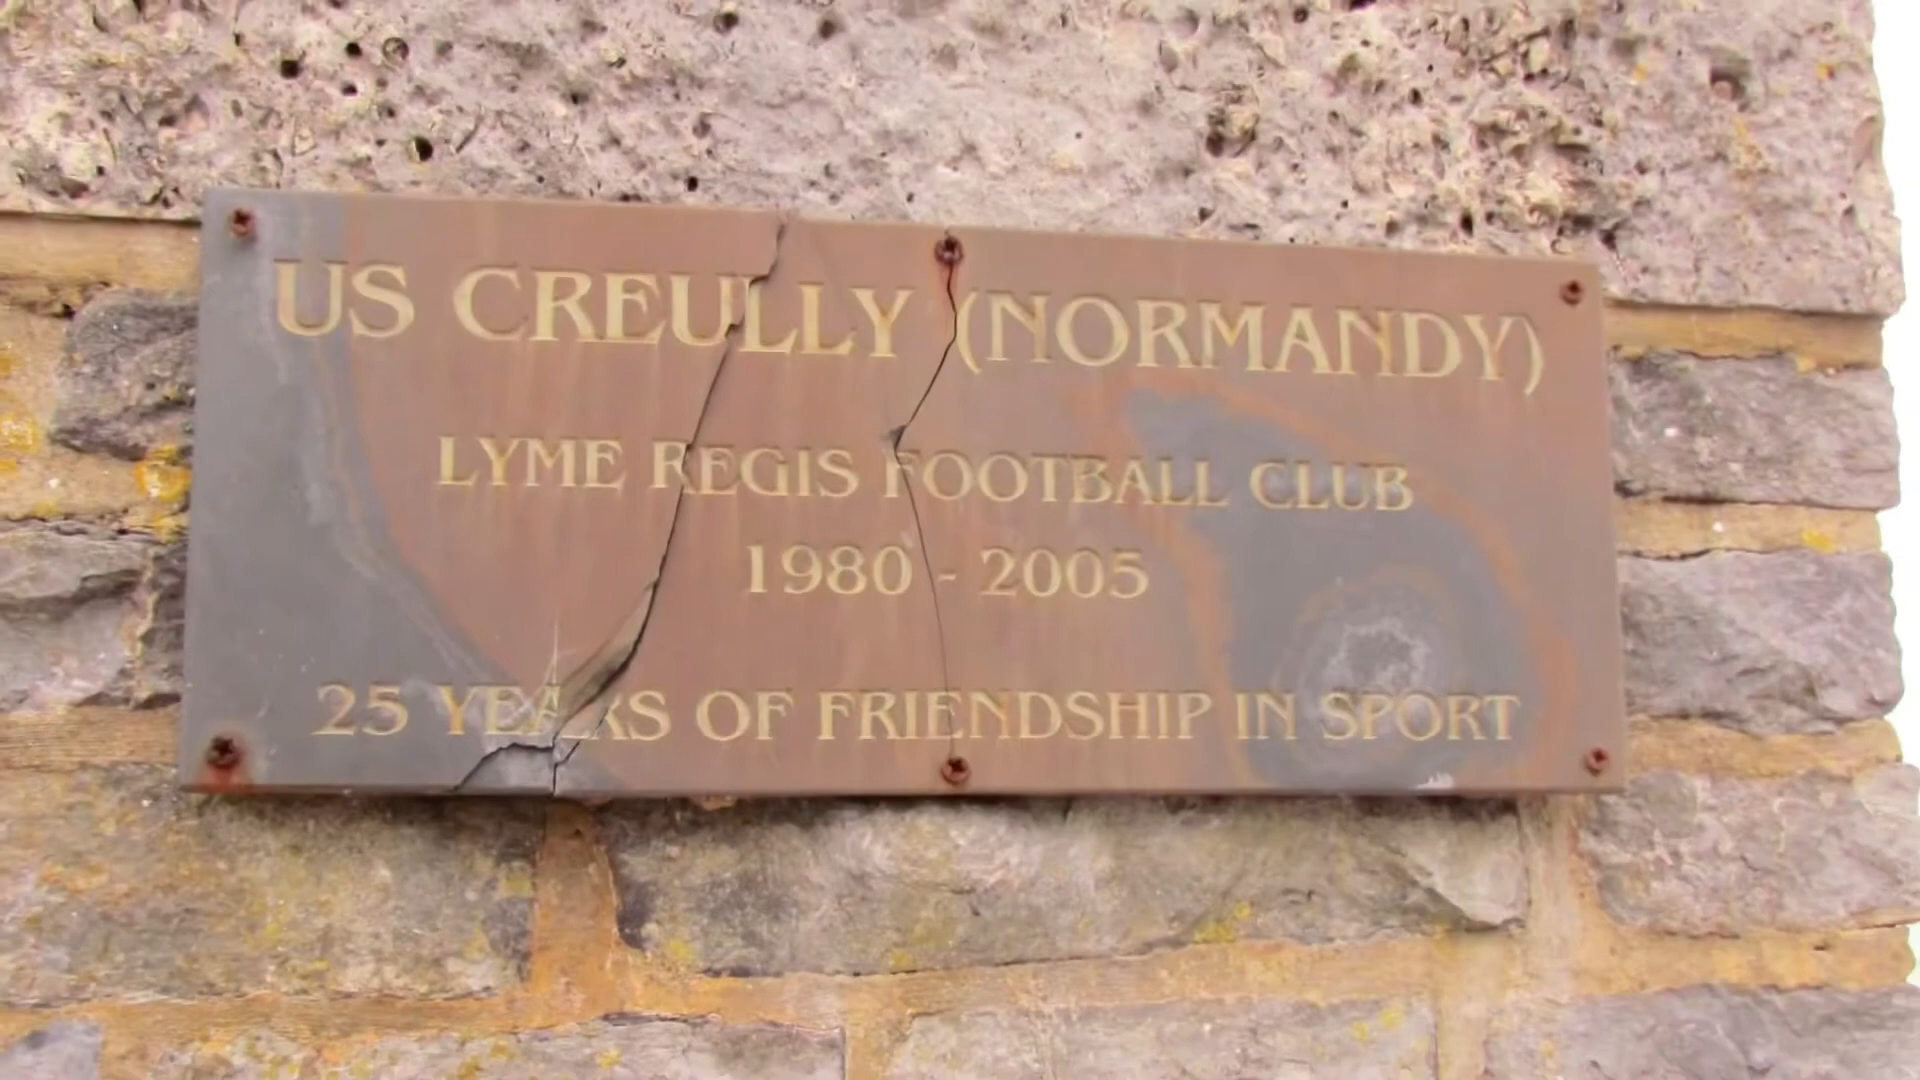 US CREULLY (NORMANDY)
LYME REGIS FOOTBALL CLUB
1980 - 2005
25 YEARS OF FRIENDSHIP IN SPORT